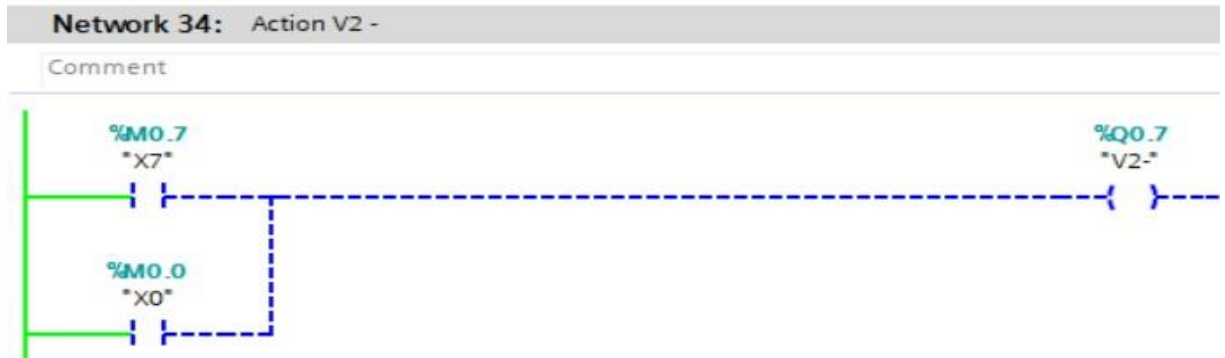 Network 34: Action V2 -
Comment
%M0.7
"X7"
%Q0.7
"V2-"
%M0.0
"X0"